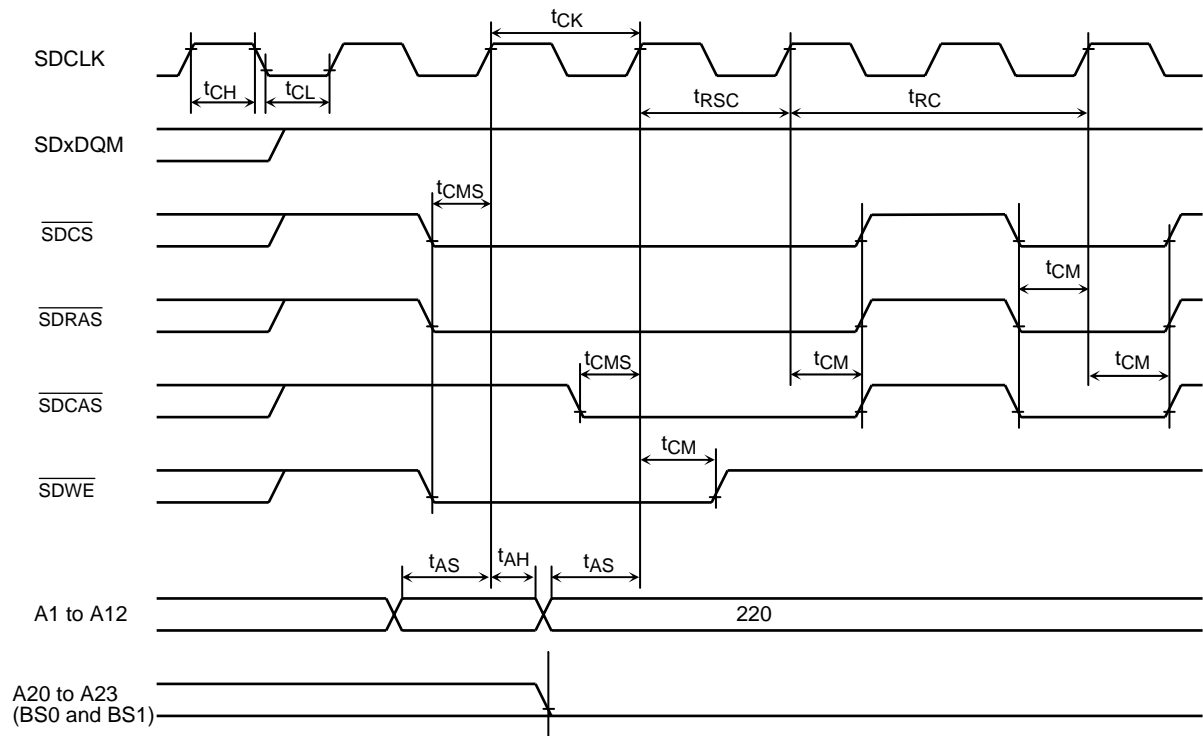 tCK
SDCLK
tCH
tCL
tRSC
tRC
SDxDQM
tCMS
SDCS
tCM
SDRAS
tCMS
tCM
tCM
SDCAS
tCM
SDWE
tAS
tAH
tAS
A1 to A12
220
A20 to A23
(BS0 and BS1)